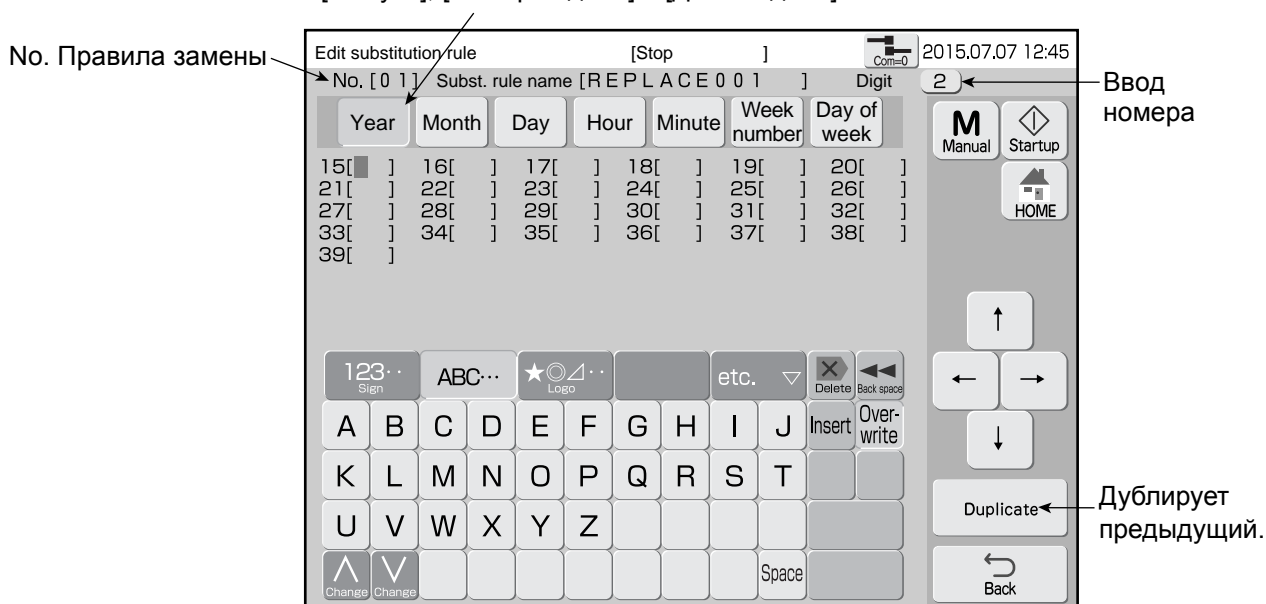 No. Правила замены
Edit substitution rule [Stop ] Com=0 2015.07.07 12:45
No. [0 1] Subst. rule name [REPLACE001 ] Digit 2
Ввод
номера
Year Month Day Hour Minute Week number Day of week
M Manual Startup
15[ ] 16[ ] 17[ ] 18[ ] 19[ ] 20[ ]
21[ ] 22[ ] 23[ ] 24[ ] 25[ ] 26[ ]
27[ ] 28[ ] 29[ ] 30[ ] 31[ ] 32[ ]
33[ ] 34[ ] 35[ ] 36[ ] 37[ ] 38[ ]
39[ ]
HOME
↑
← →
↓
123·· Sign ABC··· ★◎⊿·· Logo etc. ▽ Delete Back space
A B C D E F G H I J Insert Over-write
K L M N O P Q R S T
U V W X Y Z
Change Change Space
Duplicate
Дублирует
предыдущий.
Back